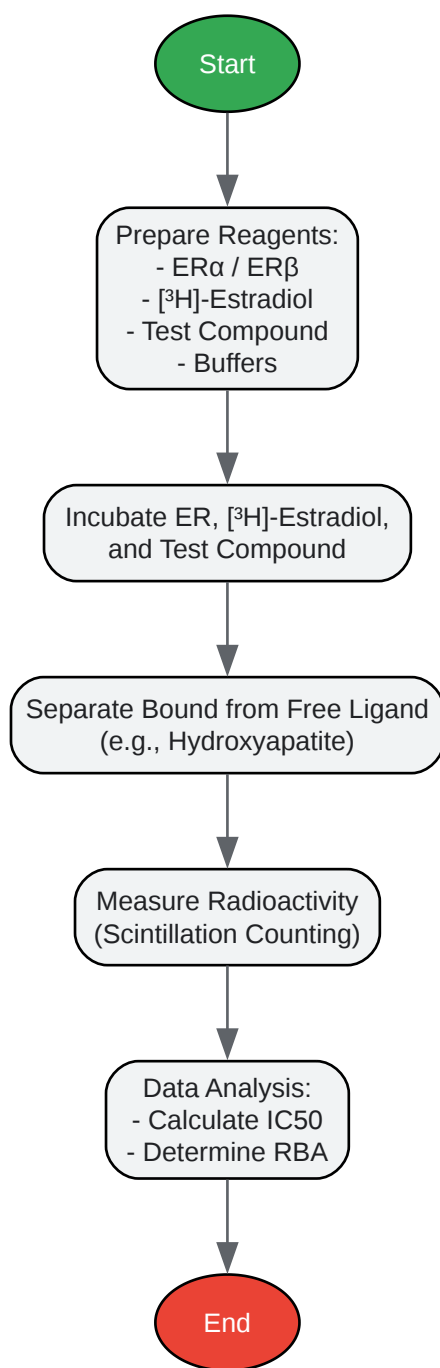 Start
Prepare Reagents:
- ERα / ERβ
- [³H]-Estradiol
- Test Compound
- Buffers
Incubate ER, [³H]-Estradiol,
and Test Compound
Separate Bound from Free Ligand
(e.g., Hydroxyapatite)
Measure Radioactivity
(Scintillation Counting)
Data Analysis:
- Calculate IC50
- Determine RBA
End